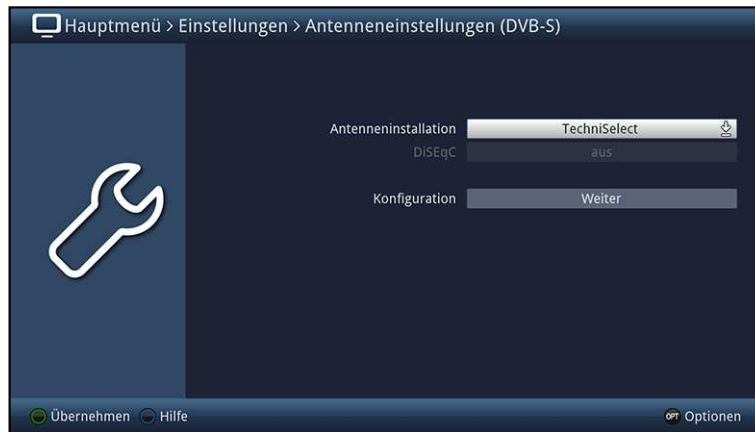 Hauptmenü > Einstellungen > Antenneneinstellungen (DVB-S)
Antenneninstallation TechniSelect
DiSEqC aus
Konfiguration Weiter
Übernehmen Hilfe OPT Optionen